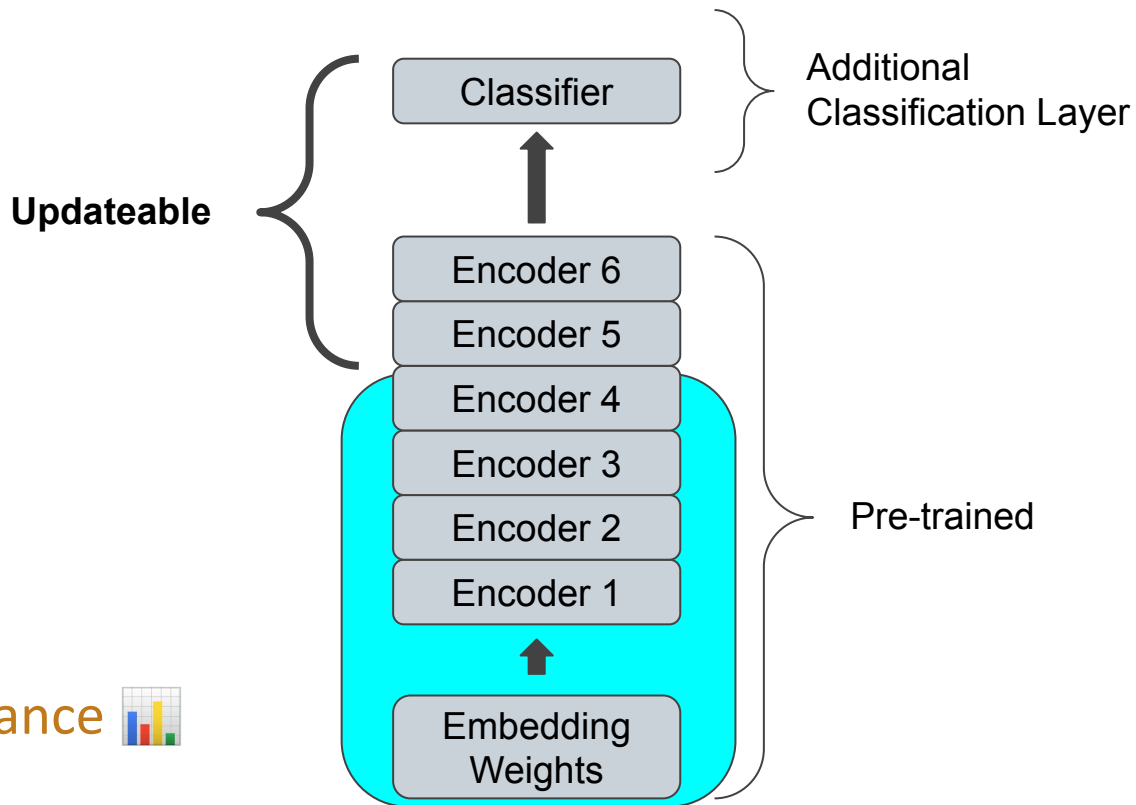 Classifier
Additional
Classification Layer
Updateable
Encoder 6
Encoder 5
Encoder 4
Encoder 3
Encoder 2
Encoder 1
Pre-trained
Embedding
Weights
ance